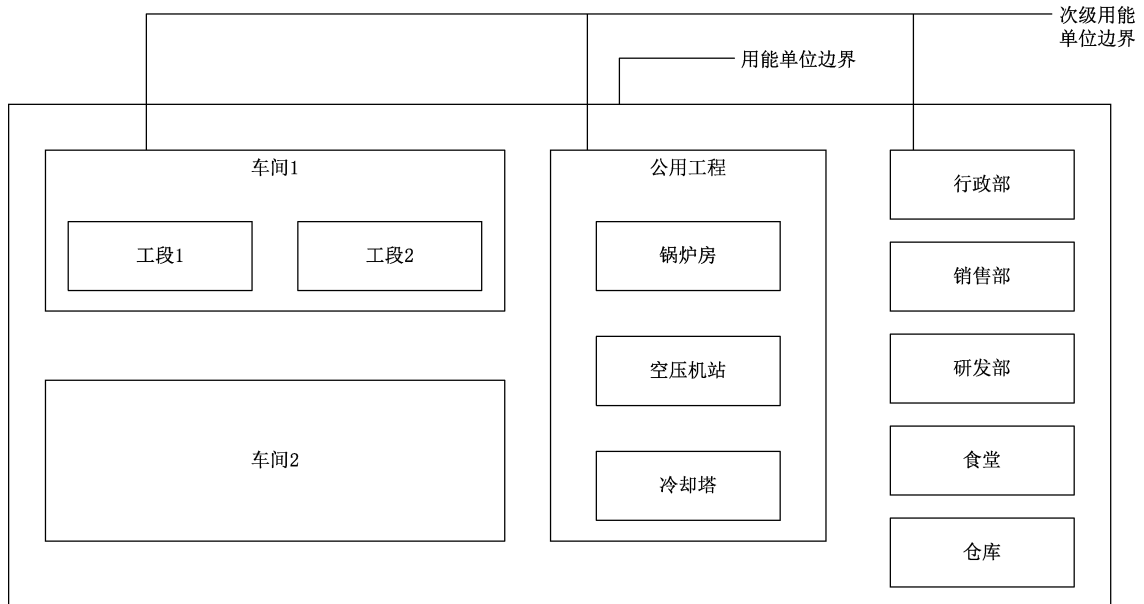 次级用能
单位边界
用能单位边界
车间1
工段1
工段2
车间2
公用工程
锅炉房
空压机站
冷却塔
行政部
销售部
研发部
食堂
仓库